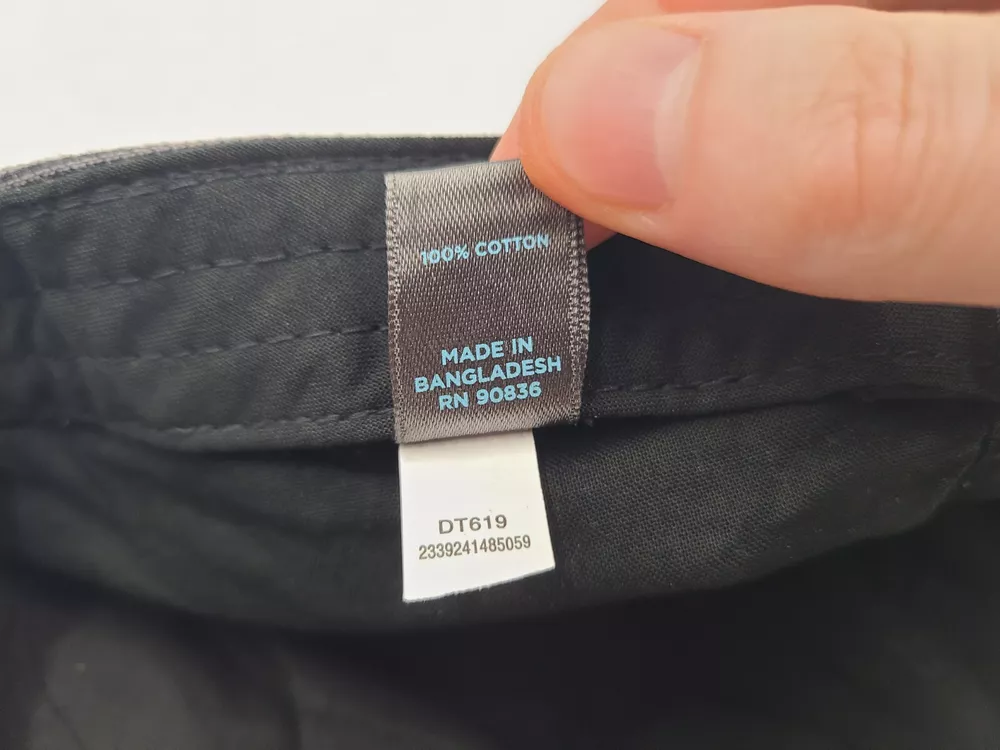 100% COTTON
MADE IN
BANGLADESH
RN 90836
DT619
2339241485059